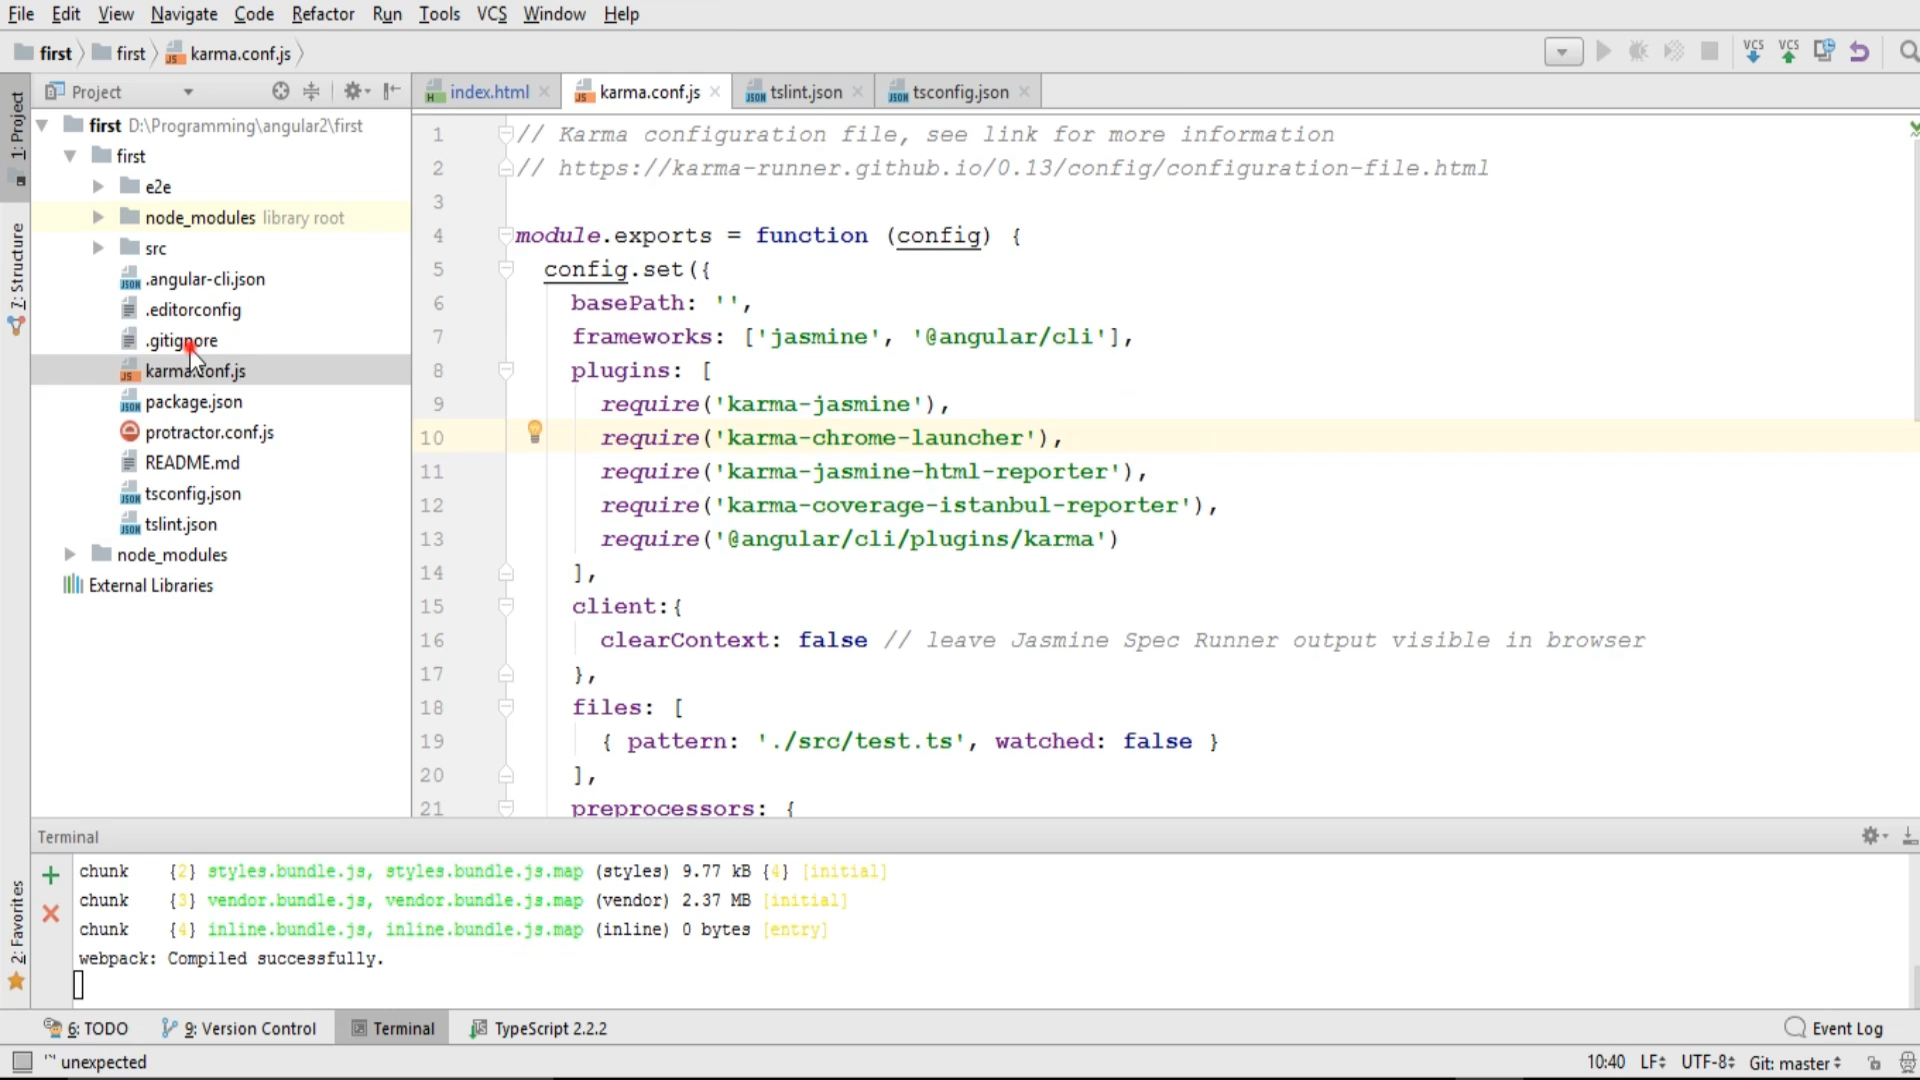 File Edit View Navigate Code Refactor Run Tools VCS Window Help
first first karma.conf.js
VCS VCS
1: Project
7: Structure
2: Favorites
Project
first D:\Programming\angular2\first
first
e2e
node_modules library root
src
.angular-cli.json
.editorconfig
.gitignore
karma.conf.js
package.json
protractor.conf.js
README.md
tsconfig.json
tslint.json
node_modules
External Libraries
index.html karma.conf.js tslint.json tsconfig.json
1 // Karma configuration file, see link for more information
2 // https://karma-runner.github.io/0.13/config/configuration-file.html
3
4 module.exports = function (config) {
5 config.set({
6 basePath: '',
7 frameworks: ['jasmine', '@angular/cli'],
8 plugins: [
9 require('karma-jasmine'),
10 require('karma-chrome-launcher'),
11 require('karma-jasmine-html-reporter'),
12 require('karma-coverage-istanbul-reporter'),
13 require('@angular/cli/plugins/karma')
14 ],
15 client:{
16 clearContext: false // leave Jasmine Spec Runner output visible in browser
17 },
18 files: [
19 { pattern: './src/test.ts', watched: false }
20 ],
21 preprocessors: {
Terminal
chunk {2} styles.bundle.js, styles.bundle.js.map (styles) 9.77 kB {4} [initial]
chunk {3} vendor.bundle.js, vendor.bundle.js.map (vendor) 2.37 MB [initial]
chunk {4} inline.bundle.js, inline.bundle.js.map (inline) 0 bytes [entry]
webpack: Compiled successfully.
6: TODO 9: Version Control Terminal TypeScript 2.2.2 Event Log
'`' unexpected 10:40 LF UTF-8 Git: master